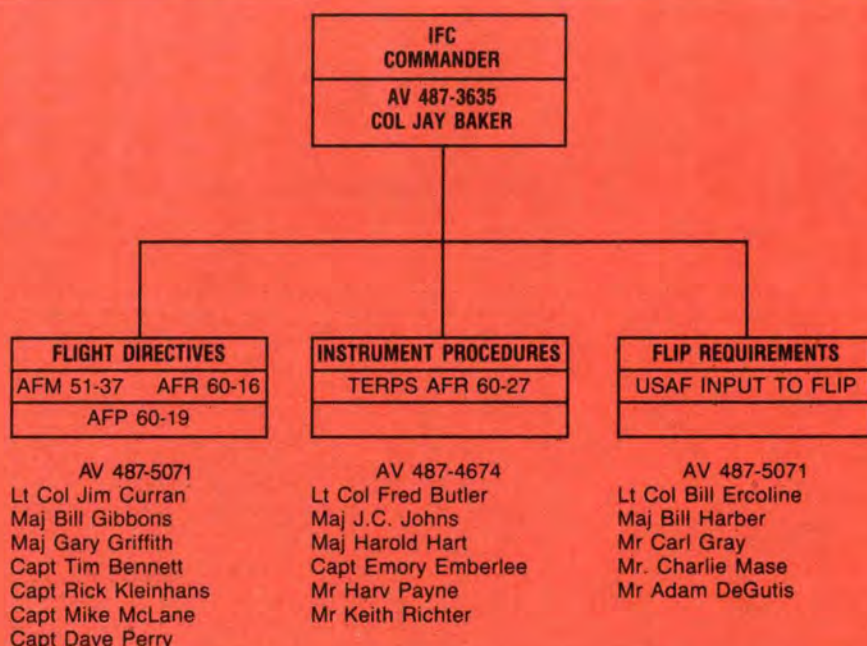 IFC
COMMANDER
AV 487-3635
COL JAY BAKER
FLIGHT DIRECTIVES
AFM 51-37 AFR 60-16
AFP 60-19
AV 487-5071
Lt Col Jim Curran
Maj Bill Gibbons
Maj Gary Griffith
Capt Tim Bennett
Capt Rick Kleinhans
Capt Mike McLane
Capt Dave Perry
INSTRUMENT PROCEDURES
TERPS AFR 60-27
AV 487-4674
Lt Col Fred Butler
Maj J.C. Johns
Maj Harold Hart
Capt Emory Emberlee
Mr Harv Payne
Mr Keith Richter
FLIP REQUIREMENTS
USAF INPUT TO FLIP
AV 487-5071
Lt Col Bill Ercoline
Maj Bill Harber
Mr Carl Gray
Mr. Charlie Mase
Mr Adam DeGutis